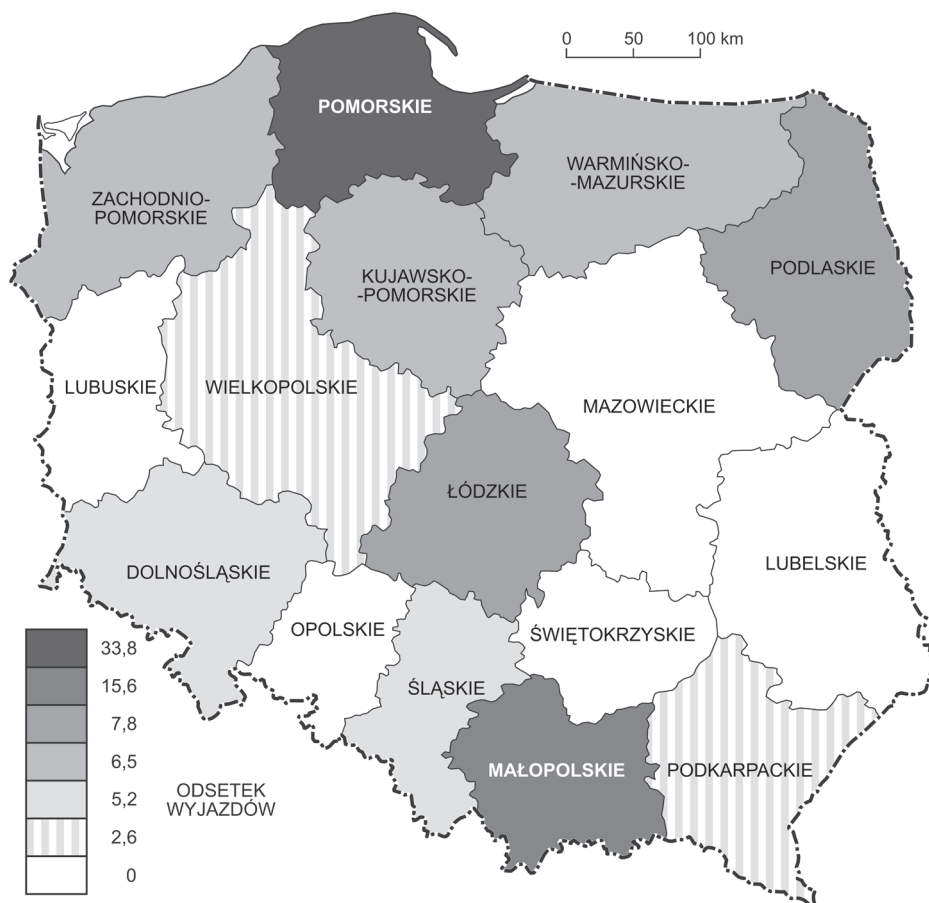 0 50 100 km
POMORSKIE
WARMIŃSKO-
-MAZURSKIE
ZACHODNIO-
POMORSKIE
PODLASKIE
KUJAWSKO-
-POMORSKIE
LUBUSKIE
WIELKOPOLSKIE
MAZOWIECKIE
ŁÓDZKIE
DOLNOŚLĄSKIE
LUBELSKIE
OPOLSKIE
ŚWIĘTOKRZYSKIE
ŚLĄSKIE
MAŁOPOLSKIE
PODKARPACKIE
33,8
15,6
7,8
6,5
5,2
2,6
0
ODSETEK
WYJAZDÓW